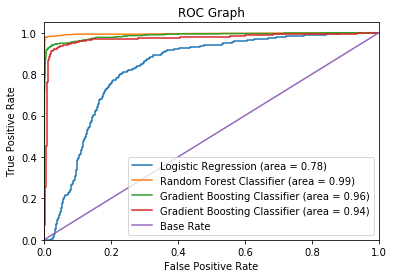 ROC Graph
True Positive Rate
1.0
0.8
0.6
0.4
0.2
0.0
Logistic Regression (area = 0.78)
Random Forest Classifier (area = 0.99)
Gradient Boosting Classifier (area = 0.96)
Gradient Boosting Classifier (area = 0.94)
Base Rate
0.0 0.2 0.4 0.6 0.8 1.0
False Positive Rate